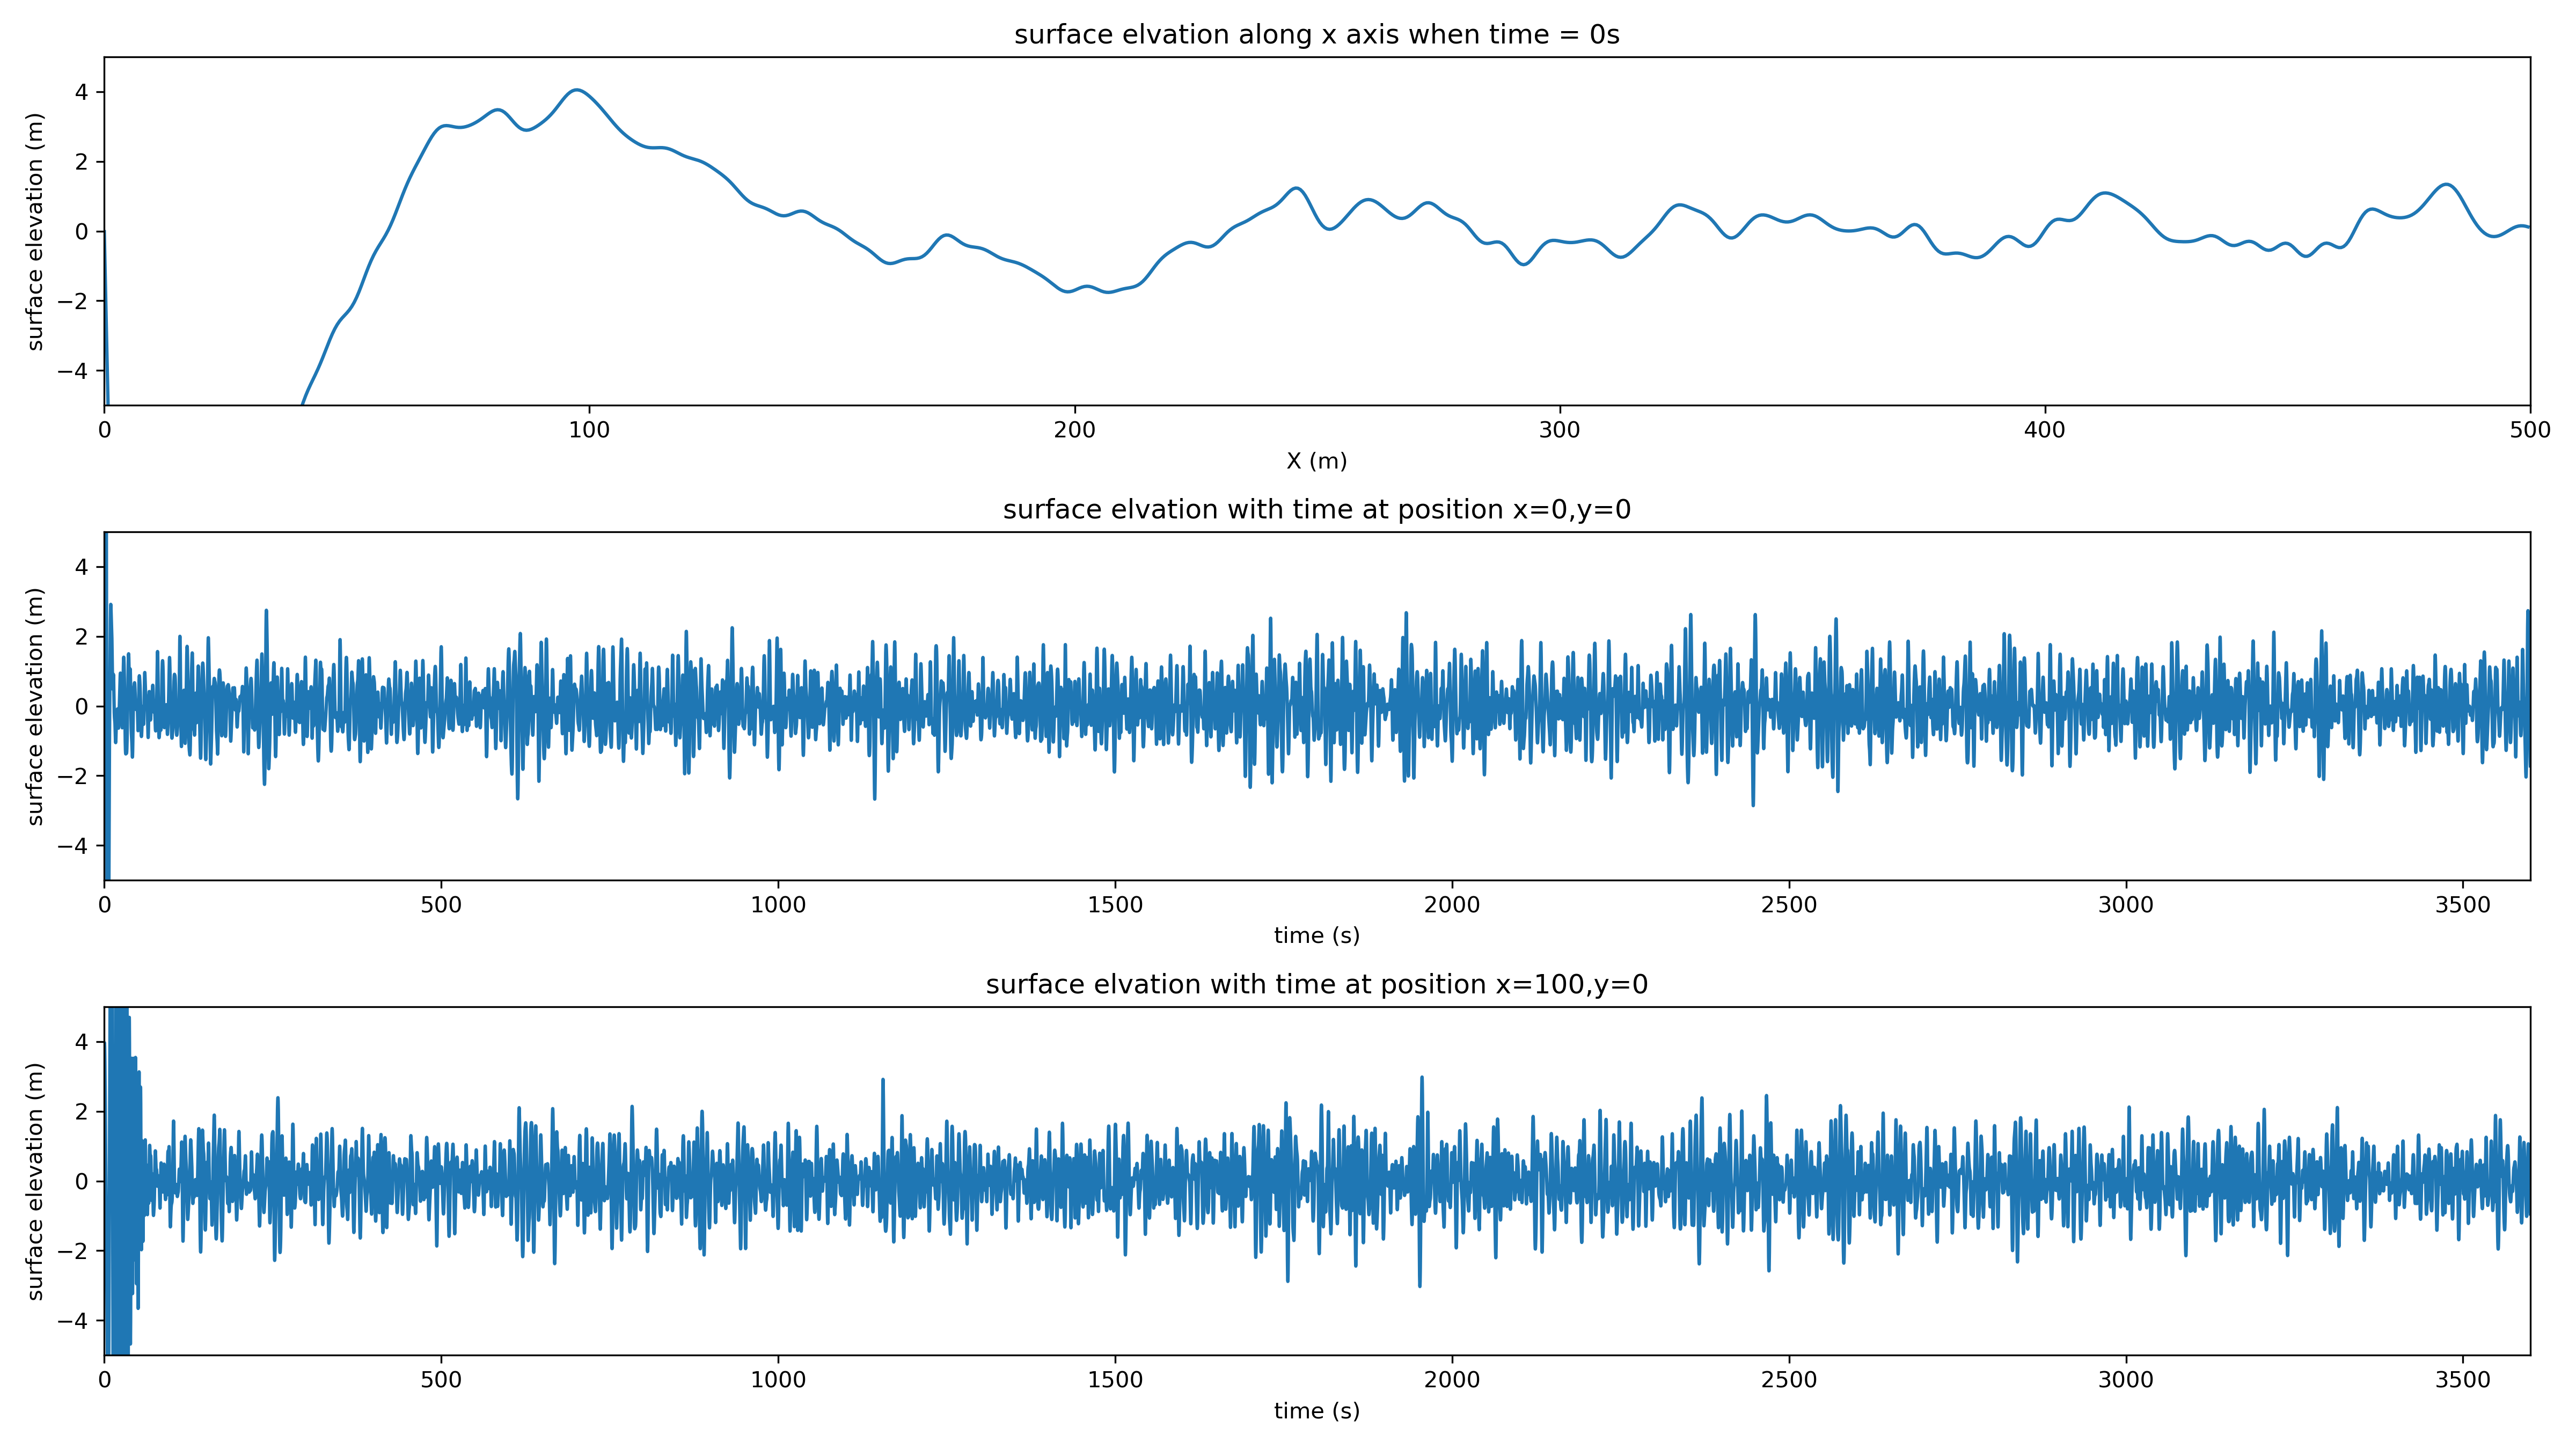 surface elvation along x axis when time = 0s
surface elevation (m)
4
2
0
−2
−4
0 100 200 300 400 500
X (m)
surface elvation with time at position x=0,y=0
surface elevation (m)
4
2
0
−2
−4
0 500 1000 1500 2000 2500 3000 3500
time (s)
surface elvation with time at position x=100,y=0
surface elevation (m)
4
2
0
−2
−4
0 500 1000 1500 2000 2500 3000 3500
time (s)